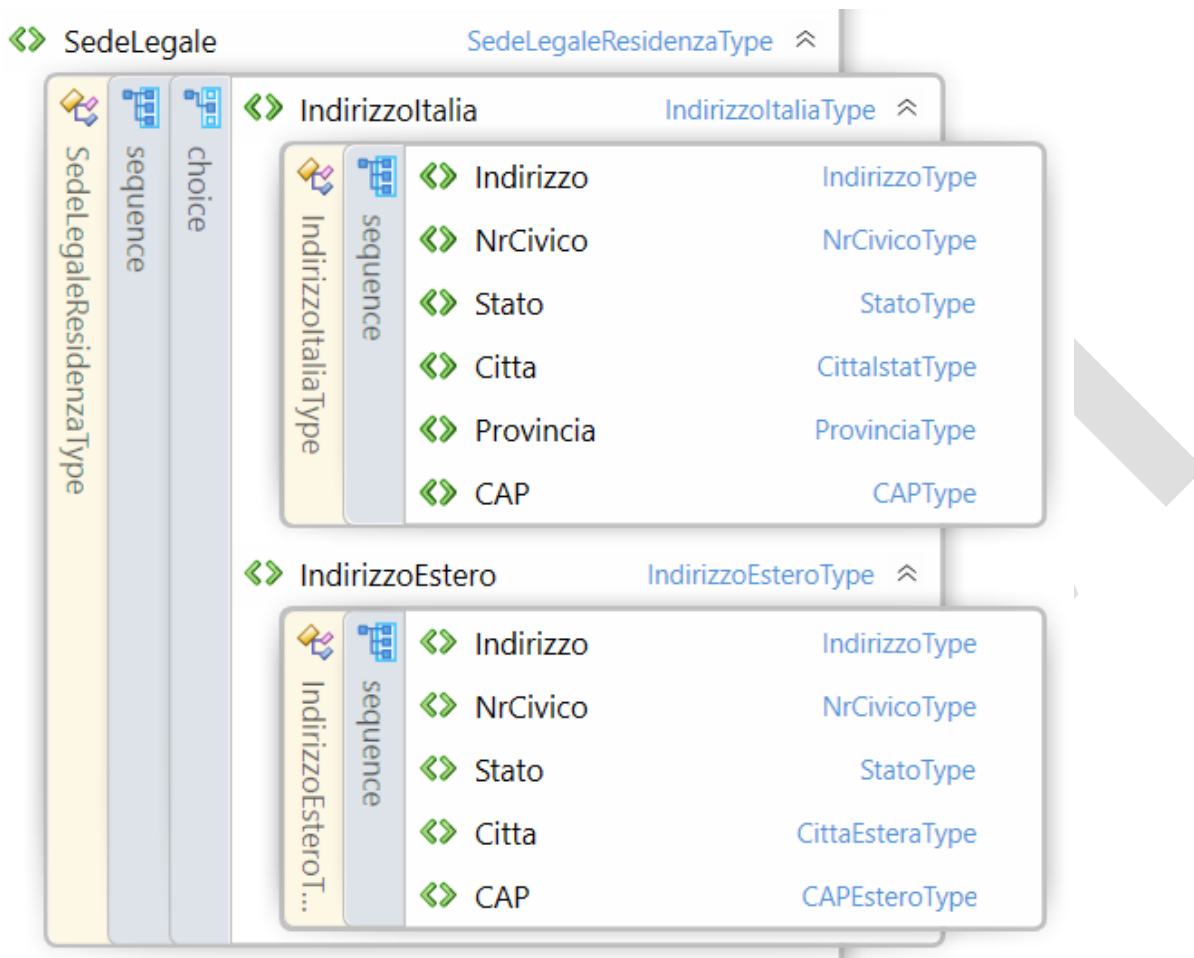 SedeLegale SedeLegaleResidenzaType
SedeLegaleResidenzaType
sequence
choice
IndirizzoItalia IndirizzoItaliaType
IndirizzoItaliaType
sequence
Indirizzo IndirizzoType
NrCivico NrCivicoType
Stato StatoType
Citta CittaIstatType
Provincia ProvinciaType
CAP CAPType
IndirizzoEstero IndirizzoEsteroType
IndirizzoEsteroT...
sequence
Indirizzo IndirizzoType
NrCivico NrCivicoType
Stato StatoType
Citta CittaEsteraType
CAP CAPEsteroType